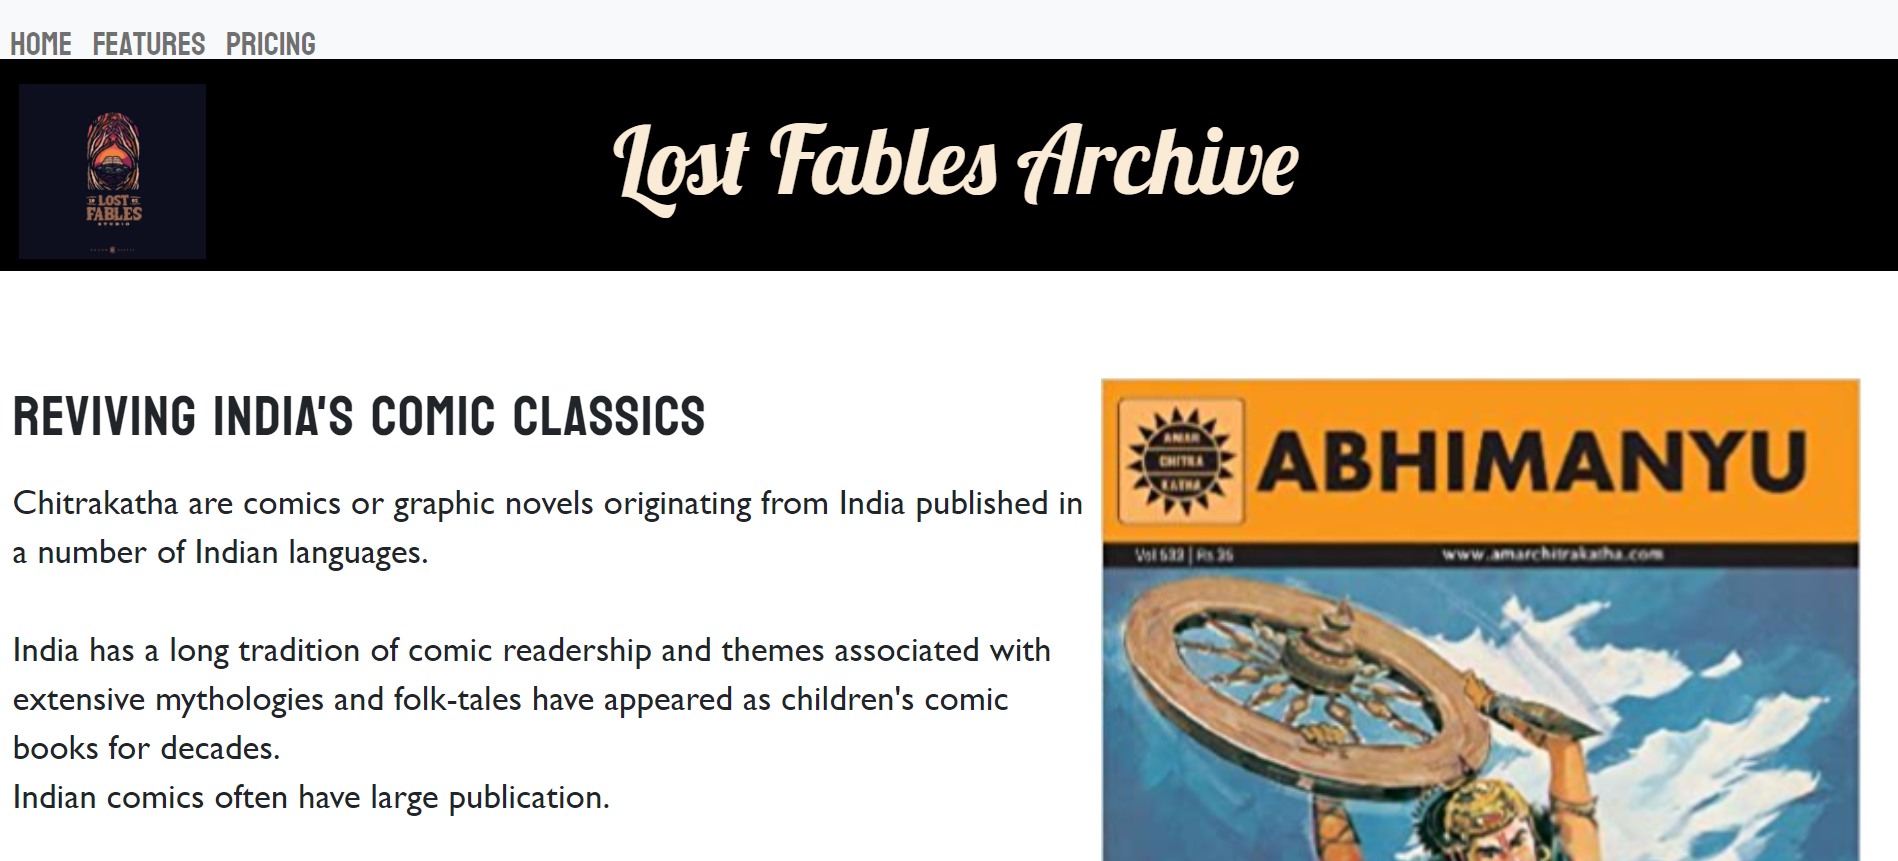 HOME FEATURES PRICING
LOST
FABLES
STUDIO
Lost Fables Archive
REVIVING INDIA'S COMIC CLASSICS
Chitrakatha are comics or graphic novels originating from India published in
a number of Indian languages.
India has a long tradition of comic readership and themes associated with
extensive mythologies and folk-tales have appeared as children's comic
books for decades.
Indian comics often have large publication.
AMAR
CHITRA
KATHA
ABHIMANYU
Vol 533 | Rs 35
www.amarchitrakatha.com